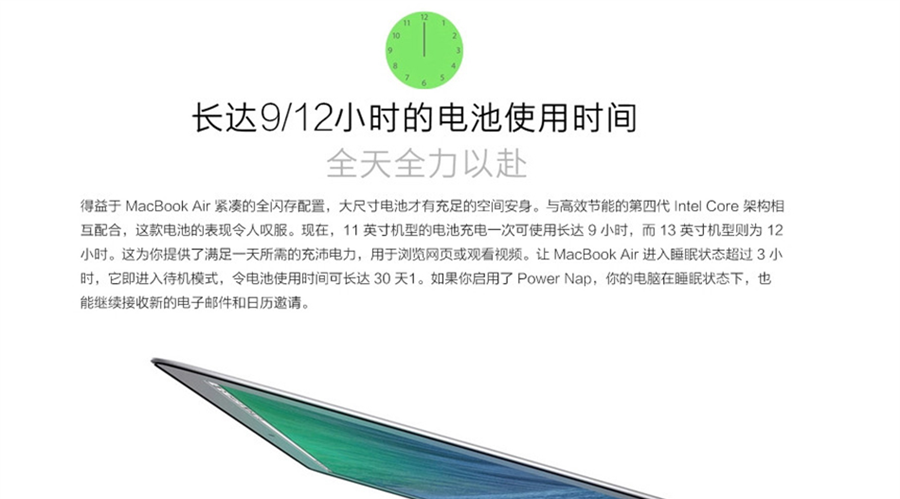 12
11 1
10 2
9 3
8 4
7 5
6
长达9/12小时的电池使用时间
全天全力以赴
得益于 MacBook Air 紧凑的全闪存配置，大尺寸电池才有充足的空间安身。与高效节能的第四代 Intel Core 架构相
互配合，这款电池的表现令人叹服。现在，11 英寸机型的电池充电一次可使用长达 9 小时，而 13 英寸机型则为 12
小时。这为你提供了满足一天所需的充沛电力，用于浏览网页或观看视频。让 MacBook Air 进入睡眠状态超过 3 小
时，它即进入待机模式，令电池使用时间可长达 30 天1。如果你启用了 Power Nap，你的电脑在睡眠状态下，也
能继续接收新的电子邮件和日历邀请。